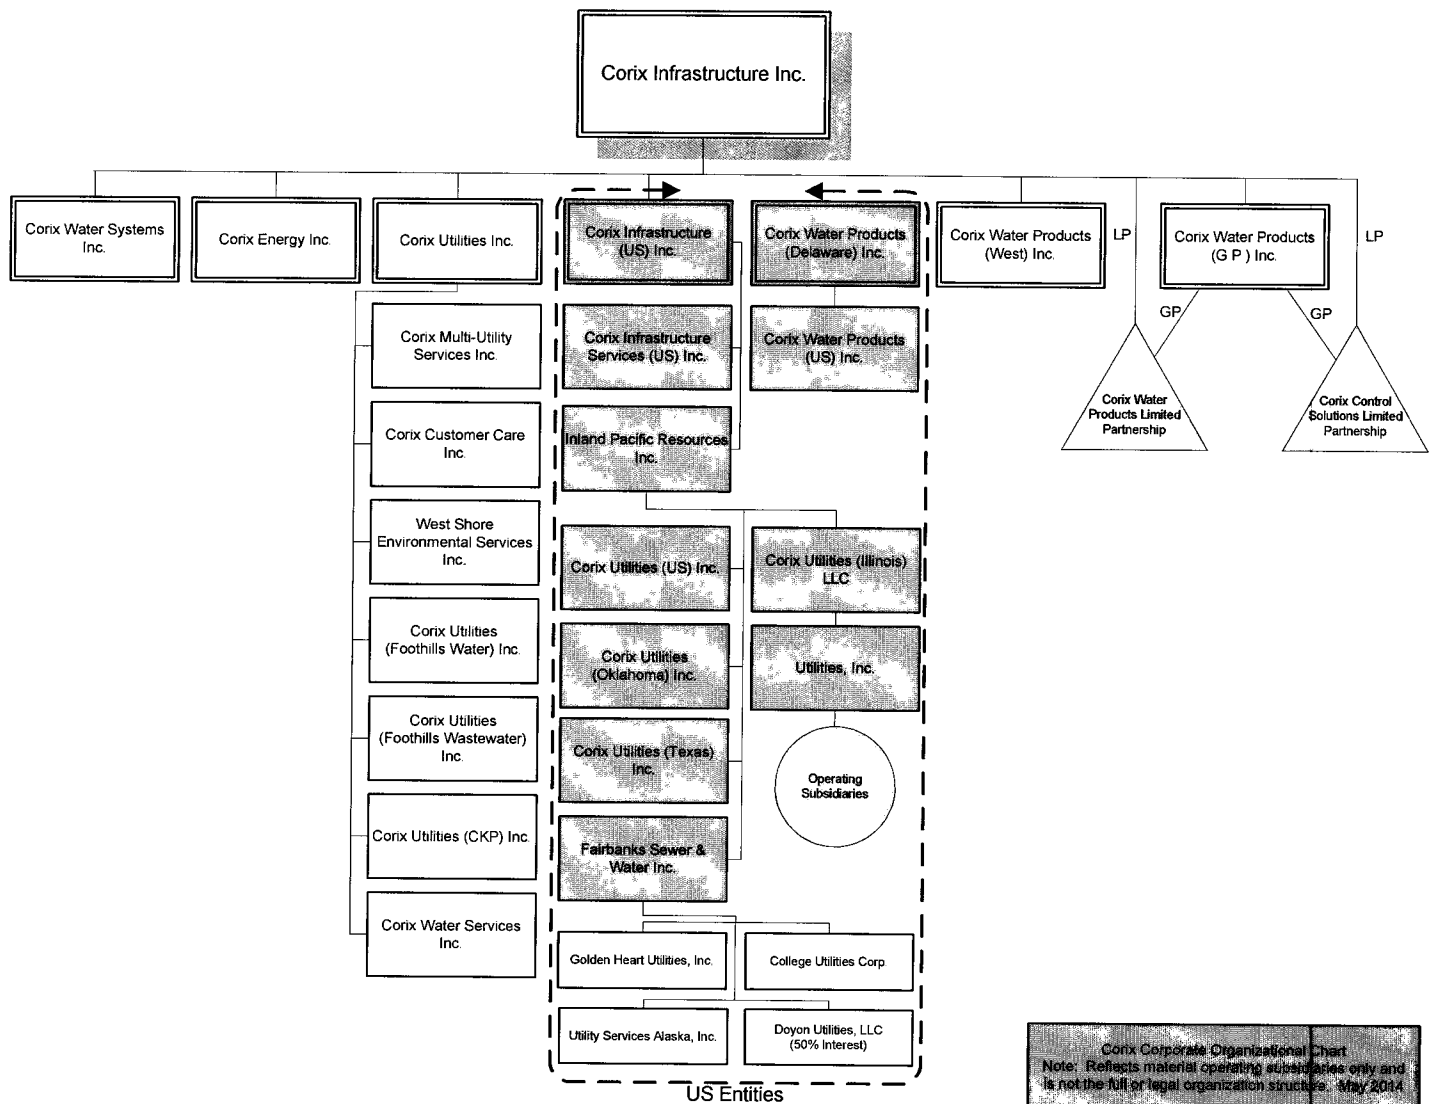 Corix Infrastructure Inc.
Corix Water Systems
Inc.
Corix Energy Inc.
Corix Utilities Inc.
Corix Infrastructure
(US) Inc.
Corix Water Products
(Delaware) Inc.
Corix Water Products
(West) Inc.
LP
Corix Water Products
(G P ) Inc.
LP
GP
GP
Corix Multi-Utility
Services Inc.
Corix Infrastructure
Services (US) Inc.
Corix Water Products
(US) Inc.
Corix Water
Products Limited
Partnership
Corix Control
Solutions Limited
Partnership
Corix Customer Care
Inc.
Inland Pacific Resources
Inc.
West Shore
Environmental Services
Inc.
Corix Utilities (US) Inc.
Corix Utilities (Illinois)
LLC
Corix Utilities
(Foothills Water) Inc.
Corix Utilities
(Oklahoma) Inc.
Utilities, Inc.
Corix Utilities
(Foothills Wastewater)
Inc.
Corix Utilities (Texas)
Inc.
Operating
Subsidiaries
Corix Utilities (CKP) Inc.
Fairbanks Sewer &
Water Inc.
Corix Water Services
Inc.
Golden Heart Utilities, Inc.
College Utilities Corp.
Utility Services Alaska, Inc.
Doyon Utilities, LLC
(50% Interest)
US Entities
Corix Corporate Organizational Chart
Note: Reflects material operating subsidiaries only and
is not the full or legal organization structure. May 2014